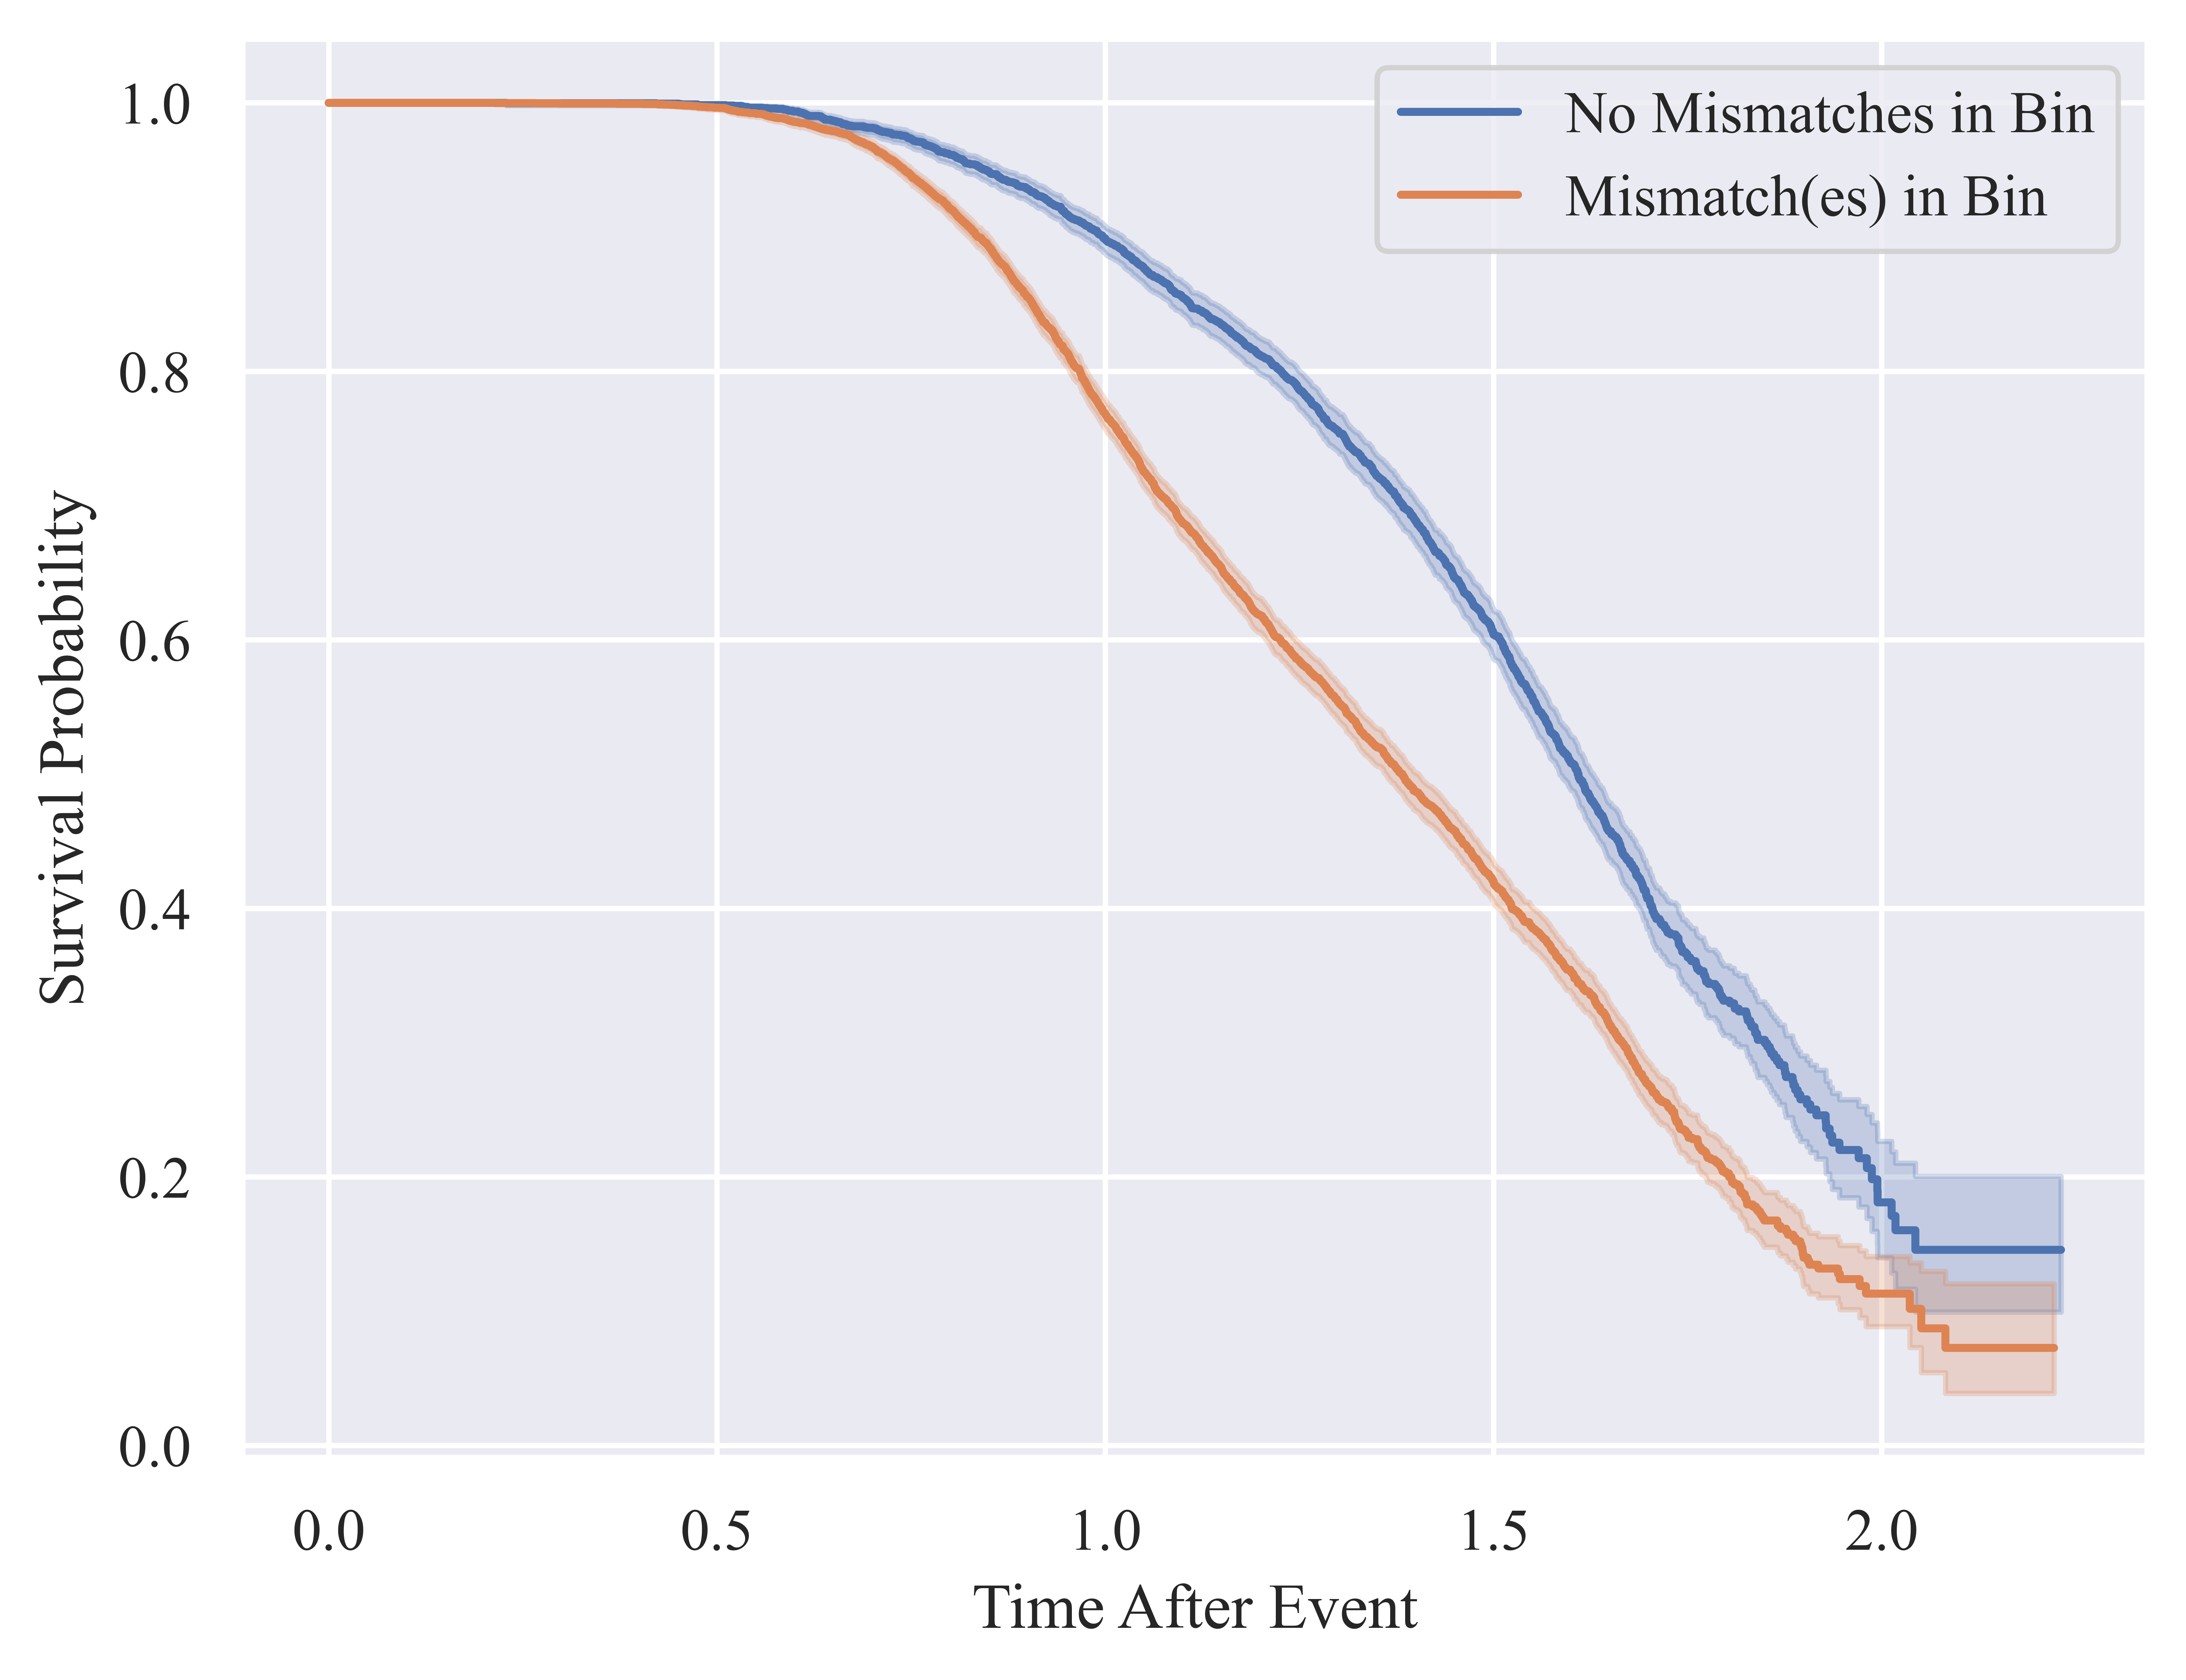 No Mismatches in Bin
Mismatch(es) in Bin
1.0
0.8
0.6
0.4
0.2
0.0
Survival Probability
0.0 0.5 1.0 1.5 2.0
Time After Event